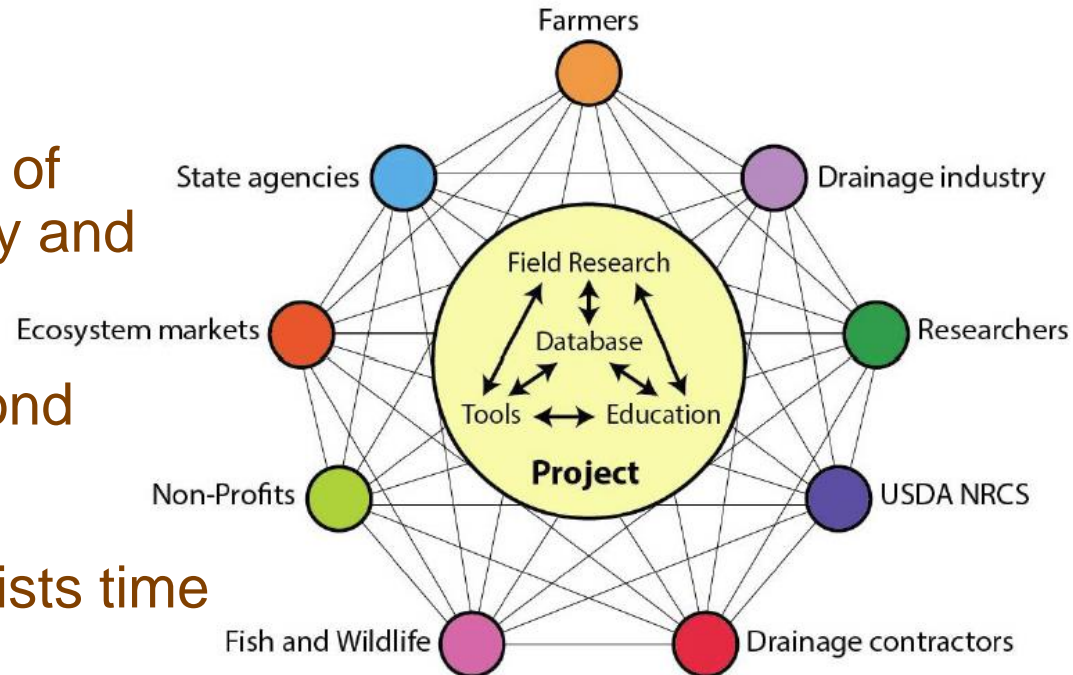 of
y and
ond
ists time
Farmers
State agencies
Drainage industry
Ecosystem markets
Researchers
Non-Profits
USDA NRCS
Fish and Wildlife
Drainage contractors
Field Research
Database
Tools
Education
Project